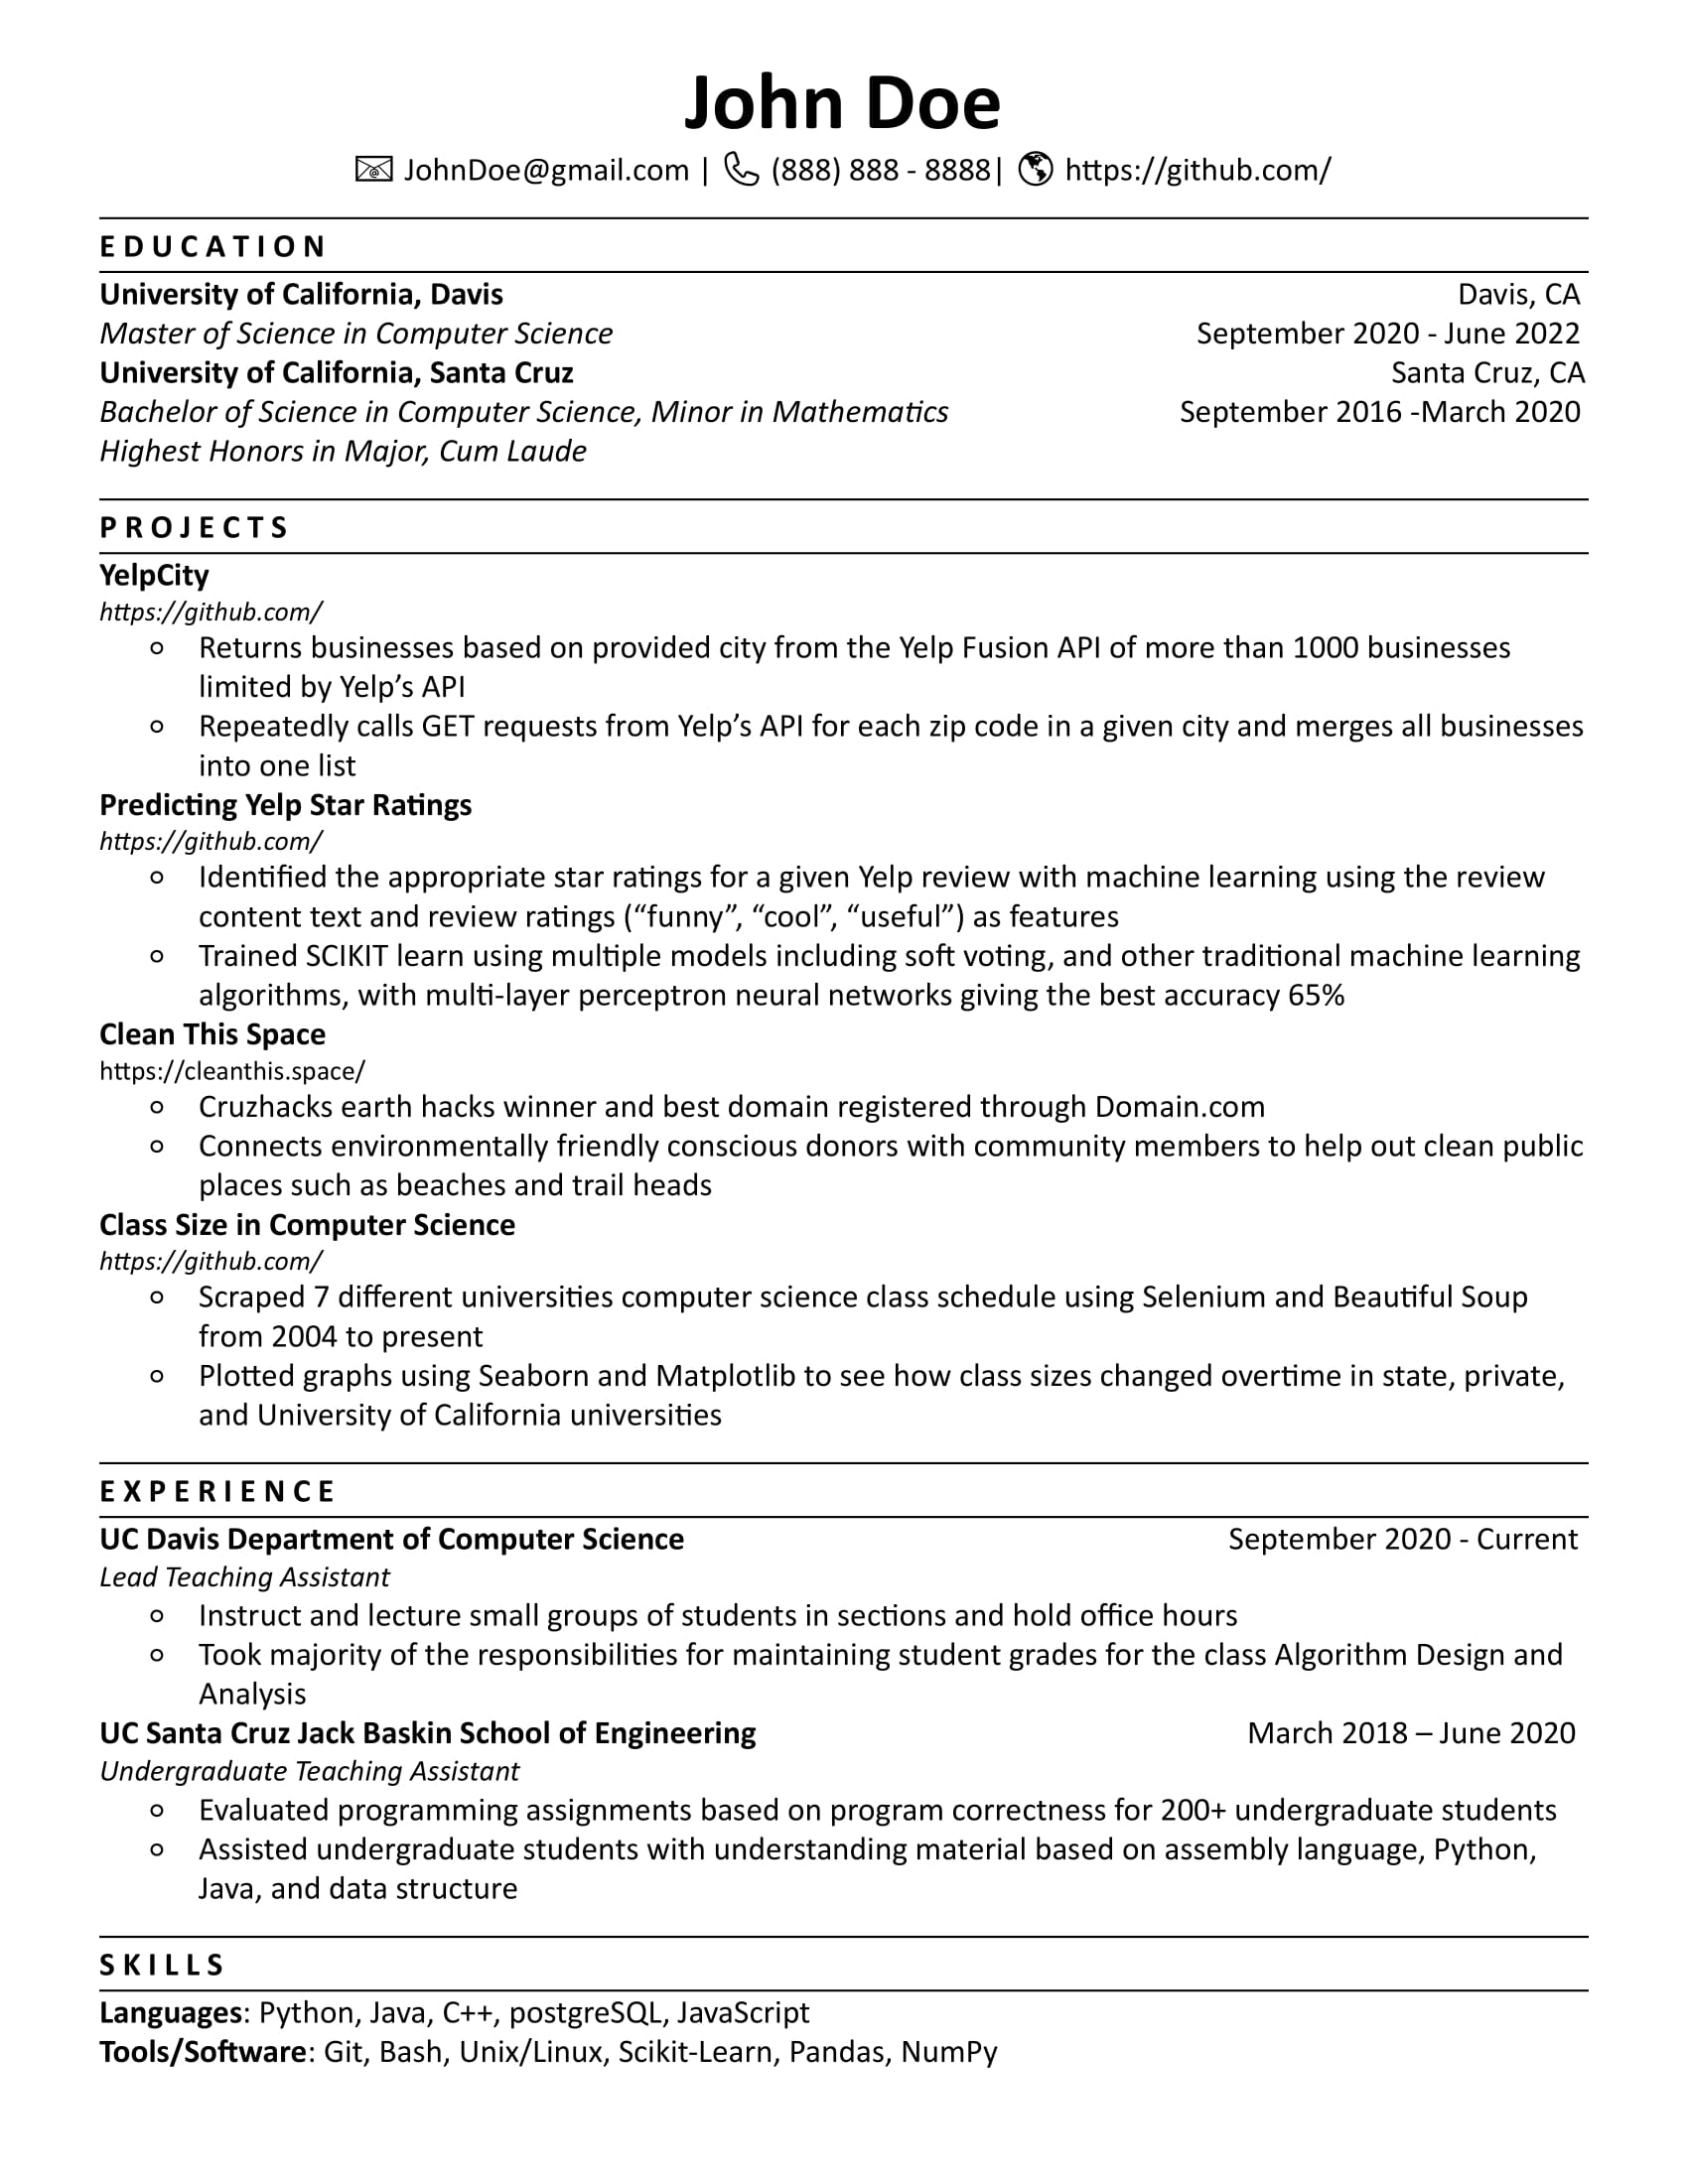 John Doe
JohnDoe@gmail.com | (888) 888 - 8888| https://github.com/
EDUCATION
University of California, Davis Davis, CA
Master of Science in Computer Science September 2020 - June 2022
University of California, Santa Cruz Santa Cruz, CA
Bachelor of Science in Computer Science, Minor in Mathematics September 2016 -March 2020
Highest Honors in Major, Cum Laude
PROJECTS
YelpCity
https://github.com/
Returns businesses based on provided city from the Yelp Fusion API of more than 1000 businesses
limited by Yelp’s API
Repeatedly calls GET requests from Yelp’s API for each zip code in a given city and merges all businesses
into one list
Predicting Yelp Star Ratings
https://github.com/
Identified the appropriate star ratings for a given Yelp review with machine learning using the review
content text and review ratings (“funny”, “cool”, “useful”) as features
Trained SCIKIT learn using multiple models including soft voting, and other traditional machine learning
algorithms, with multi-layer perceptron neural networks giving the best accuracy 65%
Clean This Space
https://cleanthis.space/
Cruzhacks earth hacks winner and best domain registered through Domain.com
Connects environmentally friendly conscious donors with community members to help out clean public
places such as beaches and trail heads
Class Size in Computer Science
https://github.com/
Scraped 7 different universities computer science class schedule using Selenium and Beautiful Soup
from 2004 to present
Plotted graphs using Seaborn and Matplotlib to see how class sizes changed overtime in state, private,
and University of California universities
EXPERIENCE
UC Davis Department of Computer Science September 2020 - Current
Lead Teaching Assistant
Instruct and lecture small groups of students in sections and hold office hours
Took majority of the responsibilities for maintaining student grades for the class Algorithm Design and
Analysis
UC Santa Cruz Jack Baskin School of Engineering March 2018 – June 2020
Undergraduate Teaching Assistant
Evaluated programming assignments based on program correctness for 200+ undergraduate students
Assisted undergraduate students with understanding material based on assembly language, Python,
Java, and data structure
SKILLS
Languages: Python, Java, C++, postgreSQL, JavaScript
Tools/Software: Git, Bash, Unix/Linux, Scikit-Learn, Pandas, NumPy